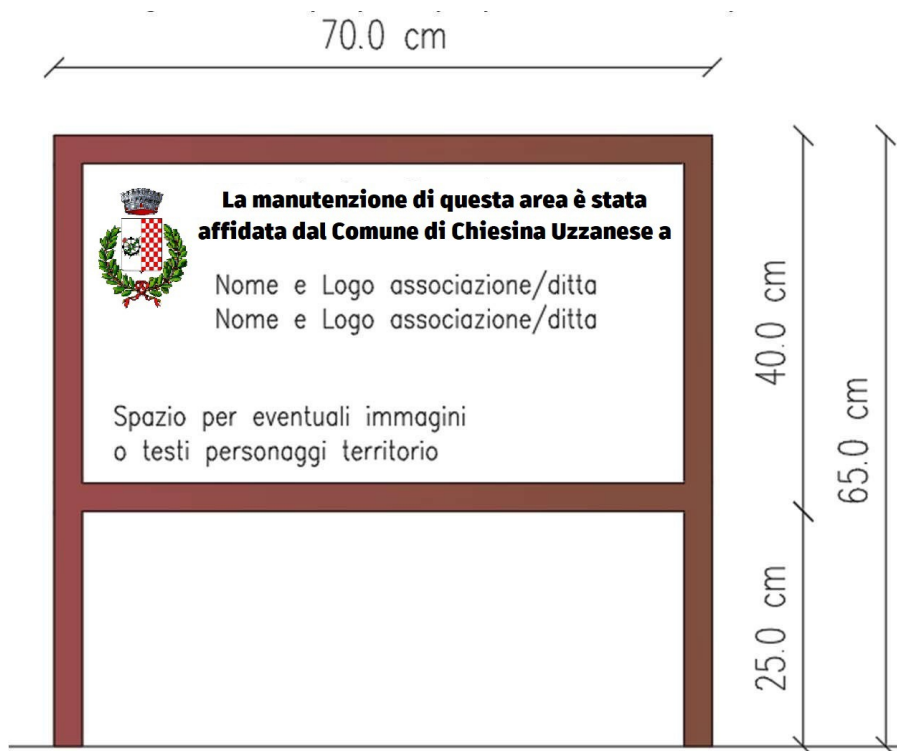 70.0 cm
La manutenzione di questa area è stata
affidata dal Comune di Chiesina Uzzanese a
Nome e Logo associazione/ditta
Nome e Logo associazione/ditta
Spazio per eventuali immagini
o testi personaggi territorio
40.0 cm
65.0 cm
25.0 cm